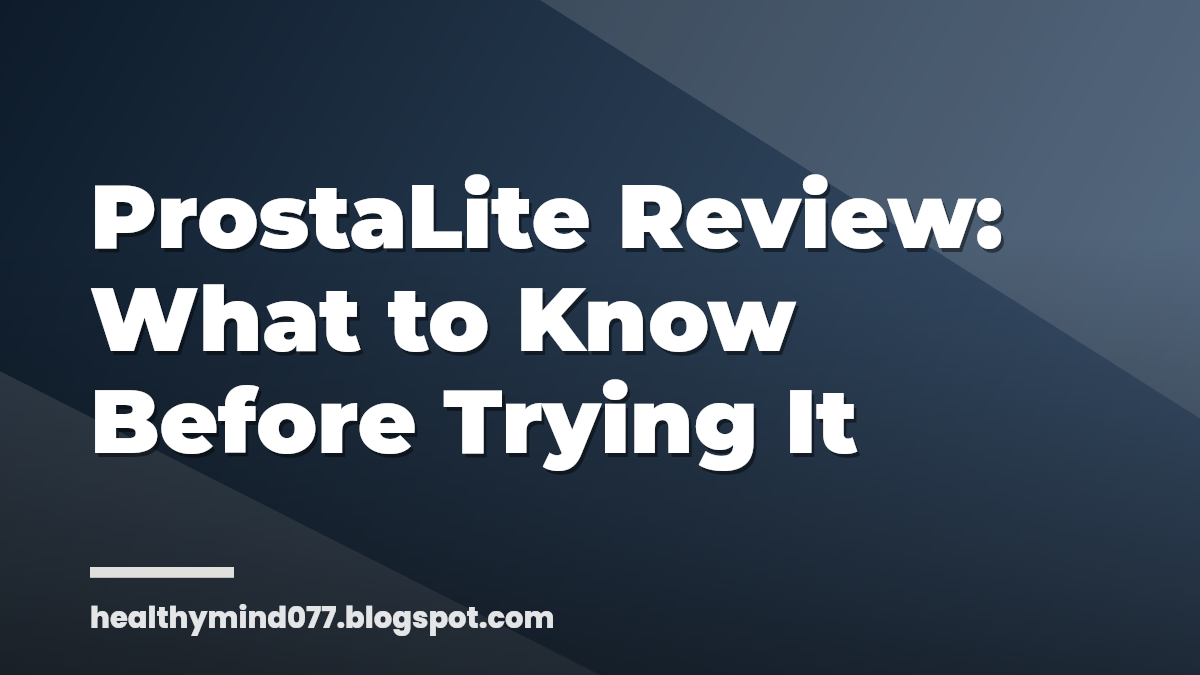 ProstaLite Review:
What to Know
Before Trying It
healthymind077.blogspot.com